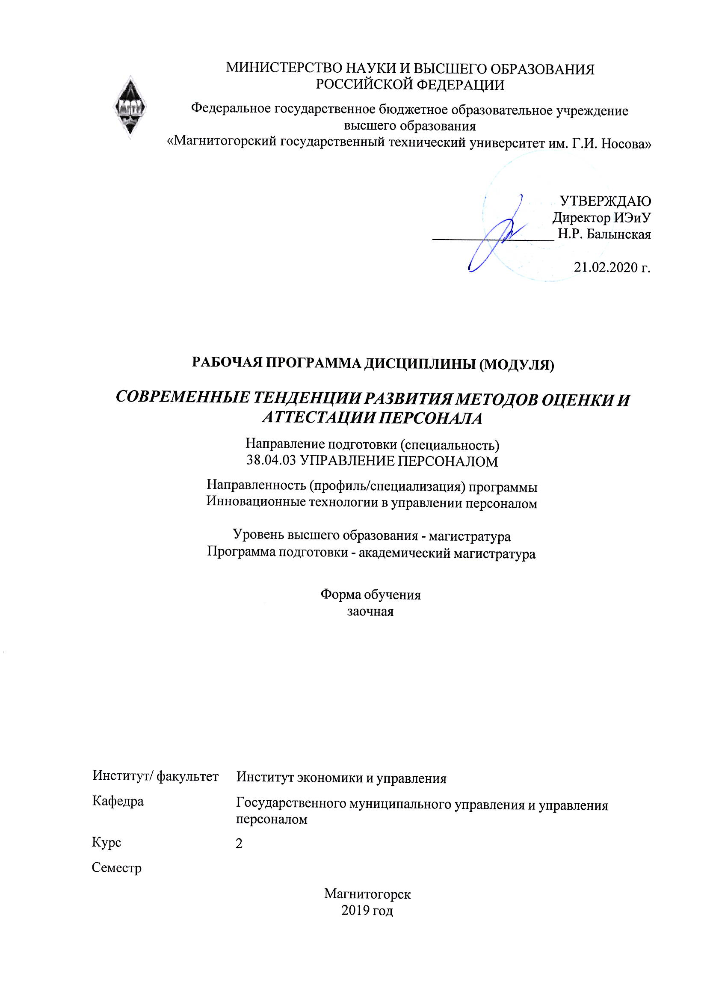 МИНИСТЕРСТВО НАУКИ И ВЫСШЕГО ОБРАЗОВАНИЯ
РОССИЙСКОЙ ФЕДЕРАЦИИ
Федеральное государственное бюджетное образовательное учреждение
высшего образования
«Магнитогорский государственный технический университет им. Г.И. Носова»
УТВЕРЖДАЮ
Директор ИЭиУ
Н.Р. Балынская
21.02.2020 г.
РАБОЧАЯ ПРОГРАММА ДИСЦИПЛИНЫ (МОДУЛЯ)
СОВРЕМЕННЫЕ ТЕНДЕНЦИИ РАЗВИТИЯ МЕТОДОВ ОЦЕНКИ И
АТТЕСТАЦИИ ПЕРСОНАЛА
Направление подготовки (специальность)
38.04.03 УПРАВЛЕНИЕ ПЕРСОНАЛОМ
Направленность (профиль/специализация) программы
Инновационные технологии в управлении персоналом
Уровень высшего образования - магистратура
Программа подготовки - академический магистратура
Форма обучения
заочная
Институт/ факультет Институт экономики и управления
Кафедра Государственного муниципального управления и управления
персоналом
Курс 2
Семестр
Магнитогорск
2019 год